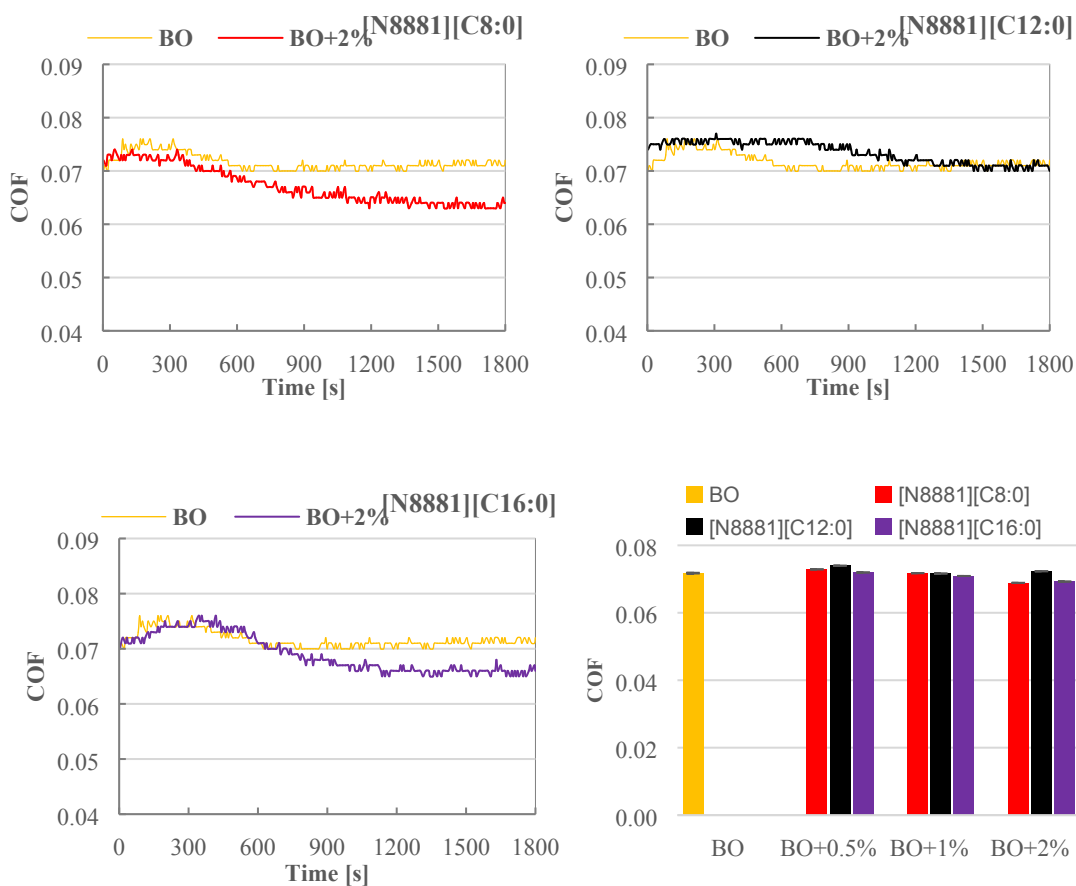 [N8881][C8:0]
BO BO+2%
0.09
0.08
0.07
0.06
0.05
0.04
COF
0 300 600 900 1200 1500 1800
Time [s]
[N8881][C12:0]
BO BO+2%
0.09
0.08
0.07
0.06
0.05
0.04
COF
0 300 600 900 1200 1500 1800
Time [s]
[N8881][C16:0]
BO BO+2%
0.09
0.08
0.07
0.06
0.05
0.04
COF
0 300 600 900 1200 1500 1800
Time [s]
BO [N8881][C8:0]
[N8881][C12:0] [N8881][C16:0]
0.08
0.06
0.04
0.02
0.00
COF
BO BO+0.5% BO+1% BO+2%